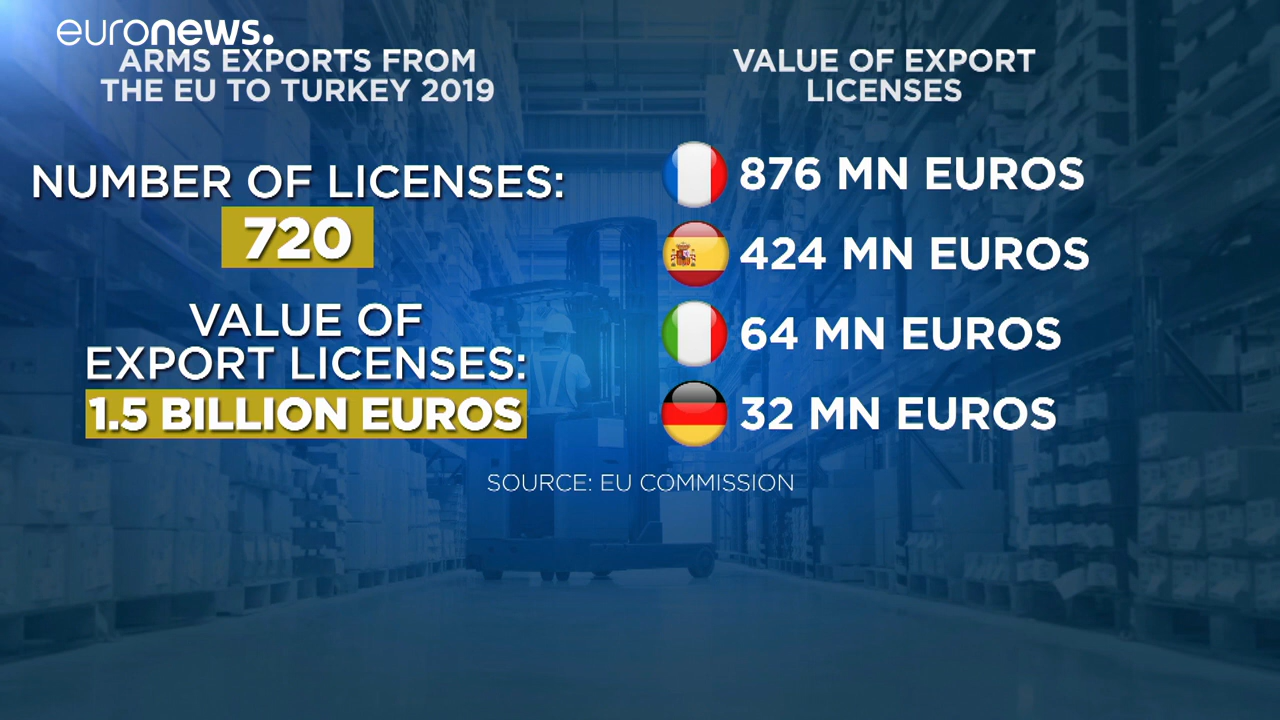 euronews.
ARMS EXPORTS FROM
THE EU TO TURKEY 2019
NUMBER OF LICENSES:
720
VALUE OF
EXPORT LICENSES:
1.5 BILLION EUROS
VALUE OF EXPORT
LICENSES
876 MN EUROS
424 MN EUROS
64 MN EUROS
32 MN EUROS
SOURCE: EU COMMISSION